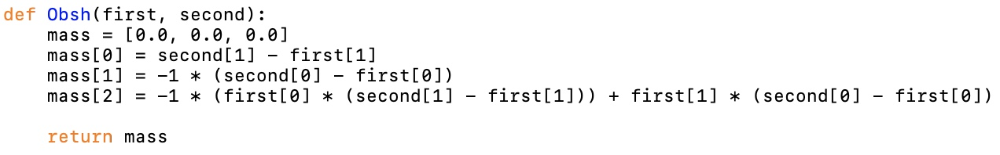 def Obsh(first, second):
    mass = [0.0, 0.0, 0.0]
    mass[0] = second[1] - first[1]
    mass[1] = -1 * (second[0] - first[0])
    mass[2] = -1 * (first[0] * (second[1] - first[1])) + first[1] * (second[0] - first[0])

    return mass